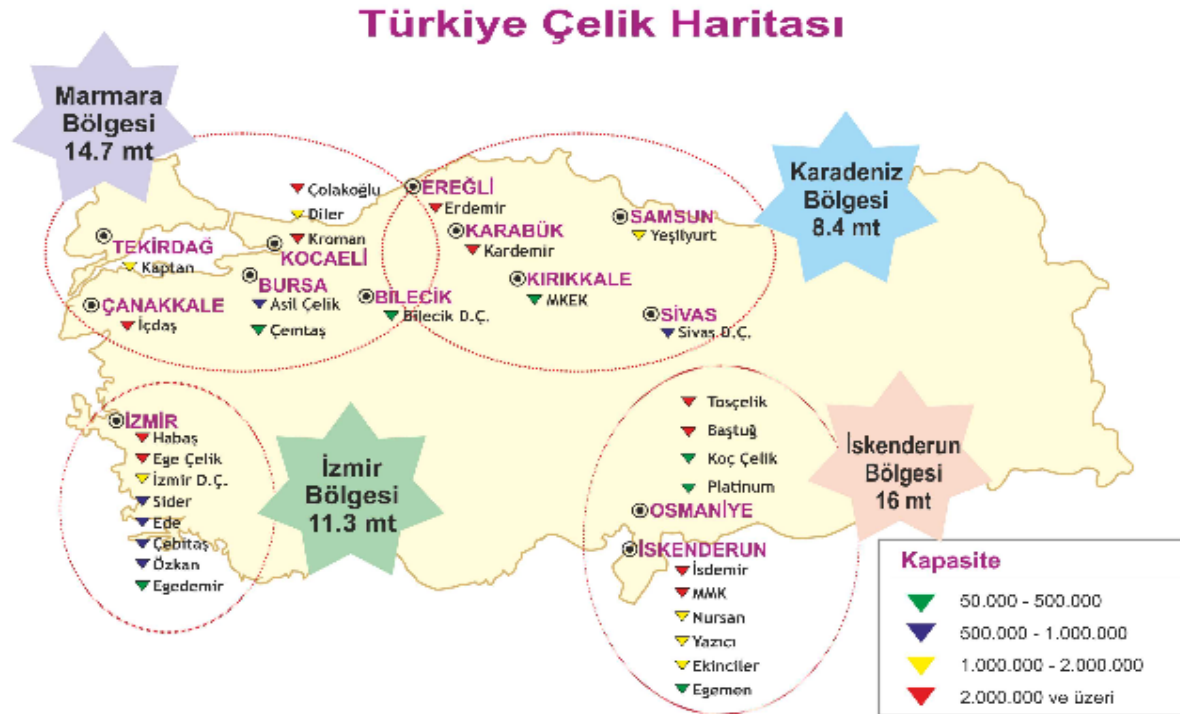 Türkiye Çelik Haritası
Marmara
Bölgesi
14.7 mt
Karadeniz
Bölgesi
8.4 mt
Çolakoğlu
Diler
Kroman
KOCAELİ
TEKİRDAĞ
Kaptan
BURSA
Asil Çelik
Çemtaş
ÇANAKKALE
İçdaş
BİLECİK
Bilecik D.Ç.
EREĞLİ
Erdemir
KARABÜK
Kardemir
SAMSUN
Yeşilyurt
KIRIKKALE
MKEK
SİVAS
Sivas D.Ç.
İZMİR
Habaş
Ege Çelik
İzmir D.Ç.
Sider
Ede
Çebitaş
Özkan
Egedemir
İzmir
Bölgesi
11.3 mt
Tosçelik
Baştuğ
Koç Çelik
Platinum
OSMANİYE
İSKENDERUN
İsdemir
MMK
Nursan
Yazıcı
Ekinciler
Egemen
İskenderun
Bölgesi
16 mt
Kapasite
50.000 - 500.000
500.000 - 1.000.000
1.000.000 - 2.000.000
2.000.000 ve üzeri